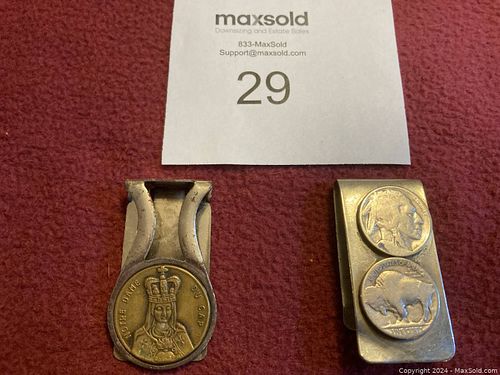 maxsold
Downsizing and Estate Sales
833-MaxSold
Support@maxsold.com
29
NOTRE DAME DU CAP
Copyright 2024 - MaxSold.com